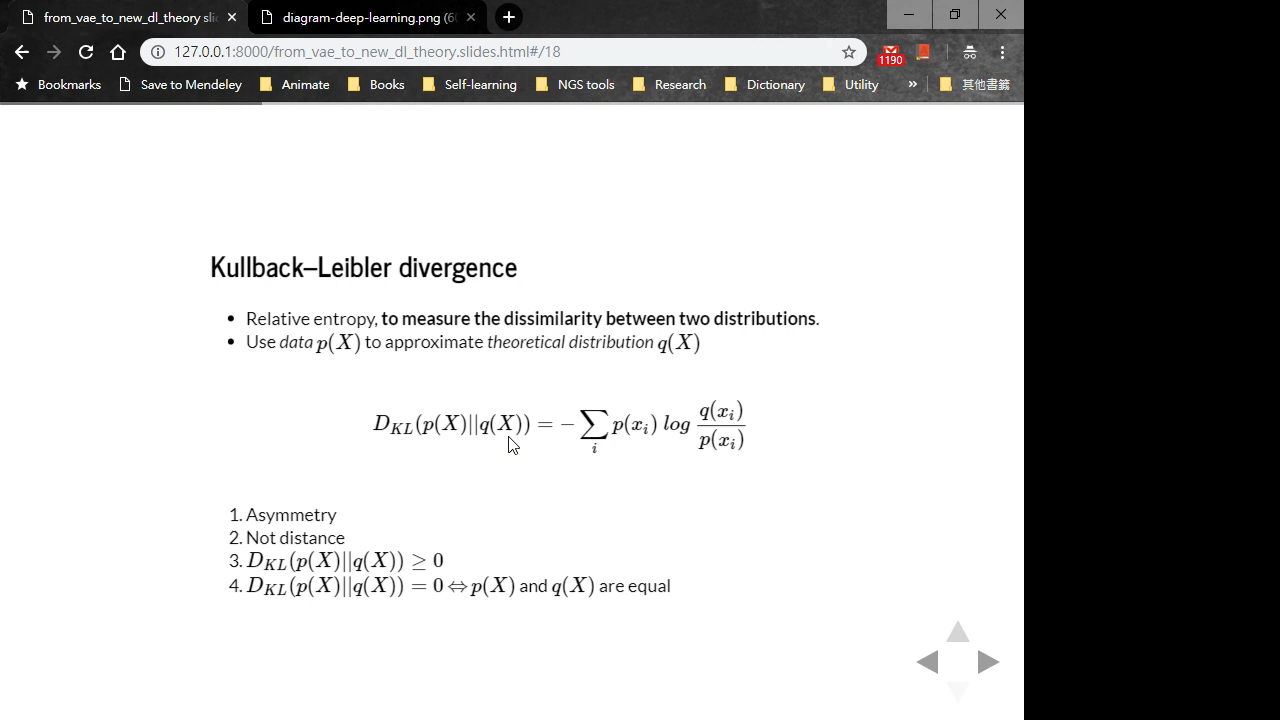 from_vae_to_new_dl_theory slid
diagram-deep-learning.png (60
127.0.0.1:8000/from_vae_to_new_dl_theory.slides.html#/18
1190
Bookmarks Save to Mendeley Animate Books Self-learning NGS tools Research Dictionary Utility » 其他書籤
Kullback–Leibler divergence
• Relative entropy, to measure the dissimilarity between two distributions.
• Use data p(X) to approximate theoretical distribution q(X)
D_{KL}(p(X)||q(X)) = -\sum_i p(x_i) log \frac{q(x_i)}{p(x_i)}
1. Asymmetry
2. Not distance
3. D_{KL}(p(X)||q(X)) ≥ 0
4. D_{KL}(p(X)||q(X)) = 0 ⇔ p(X) and q(X) are equal